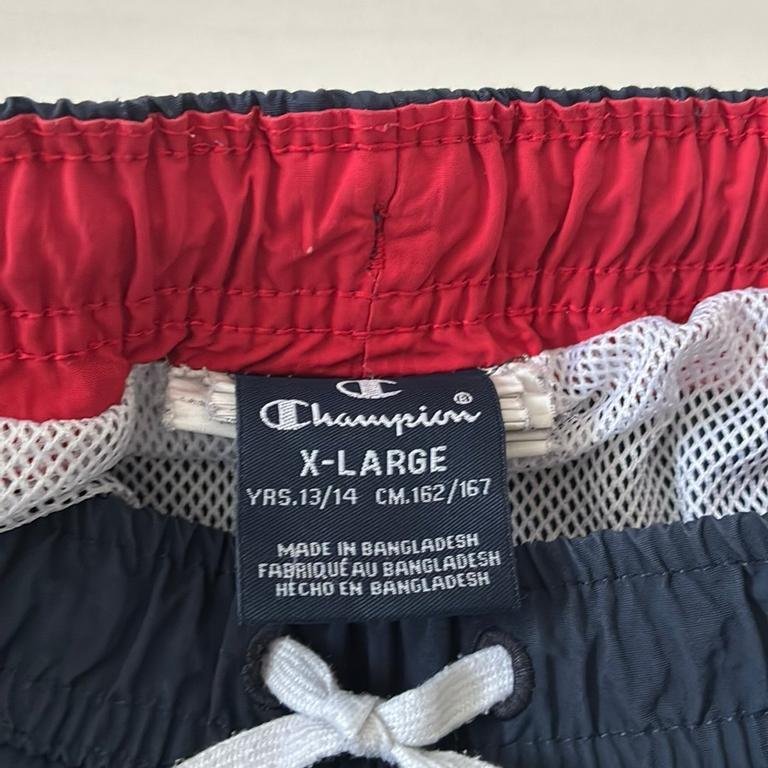 Champion®
X-LARGE
YRS.13/14 CM.162/167
MADE IN BANGLADESH
FABRIQUÉ AU BANGLADESH
HECHO EN BANGLADESH